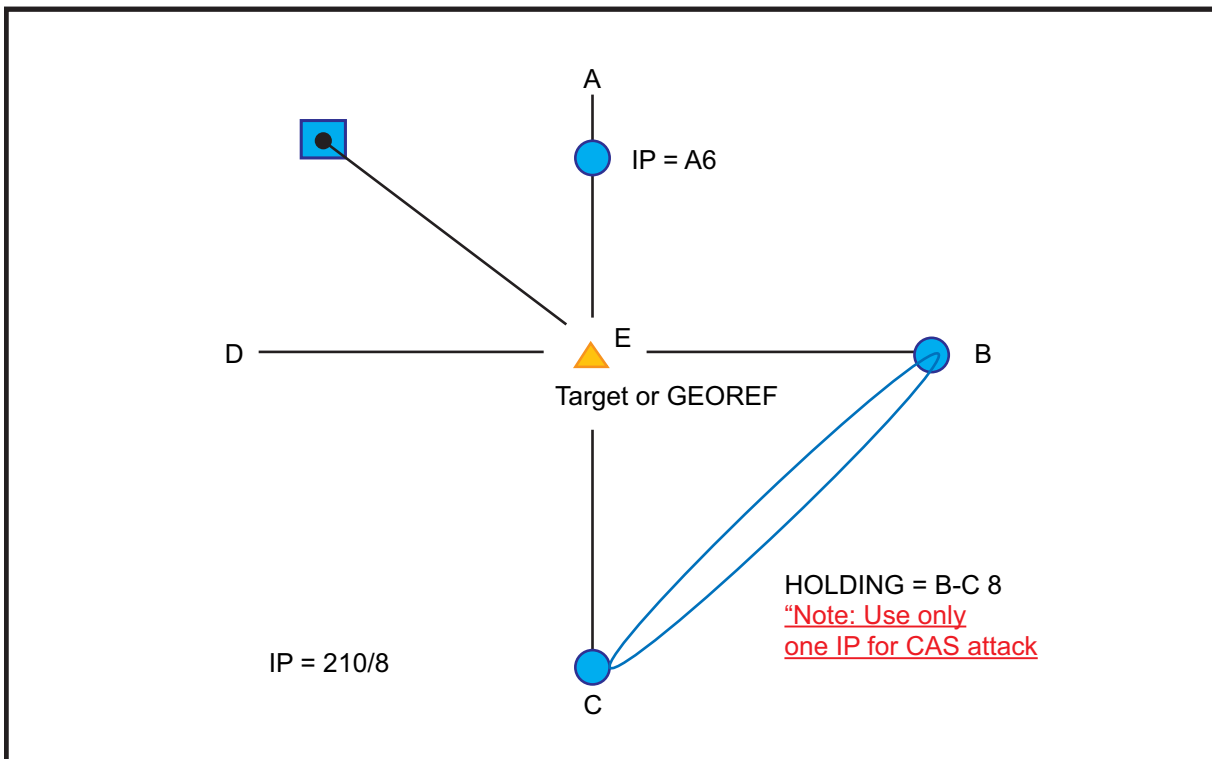 A
IP = A6
E
D
B
Target or GEOREF
HOLDING = B-C 8
“Note: Use only
one IP for CAS attack
IP = 210/8
C